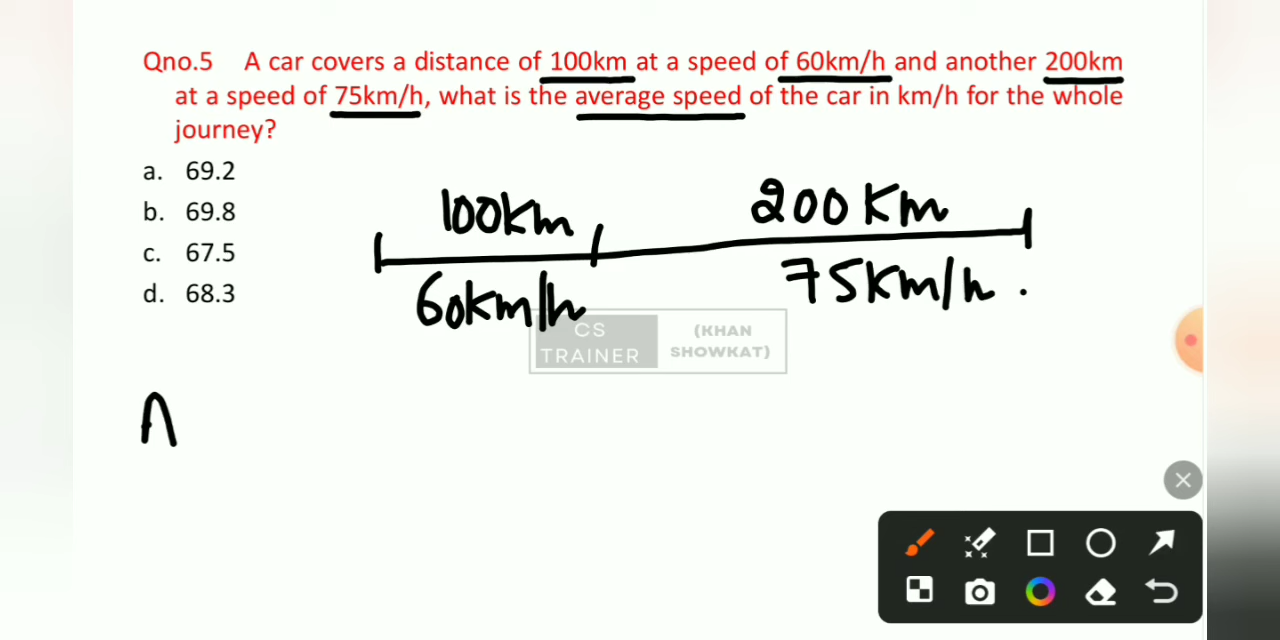 Qno.5 A car covers a distance of 100km at a speed of 60km/h and another 200km
at a speed of 75km/h, what is the average speed of the car in km/h for the whole
journey?
a. 69.2
b. 69.8
c. 67.5
d. 68.3
100km
200 Km
60km/h
75km/h .
CS
TRAINER
(KHAN
SHOWKAT)
A